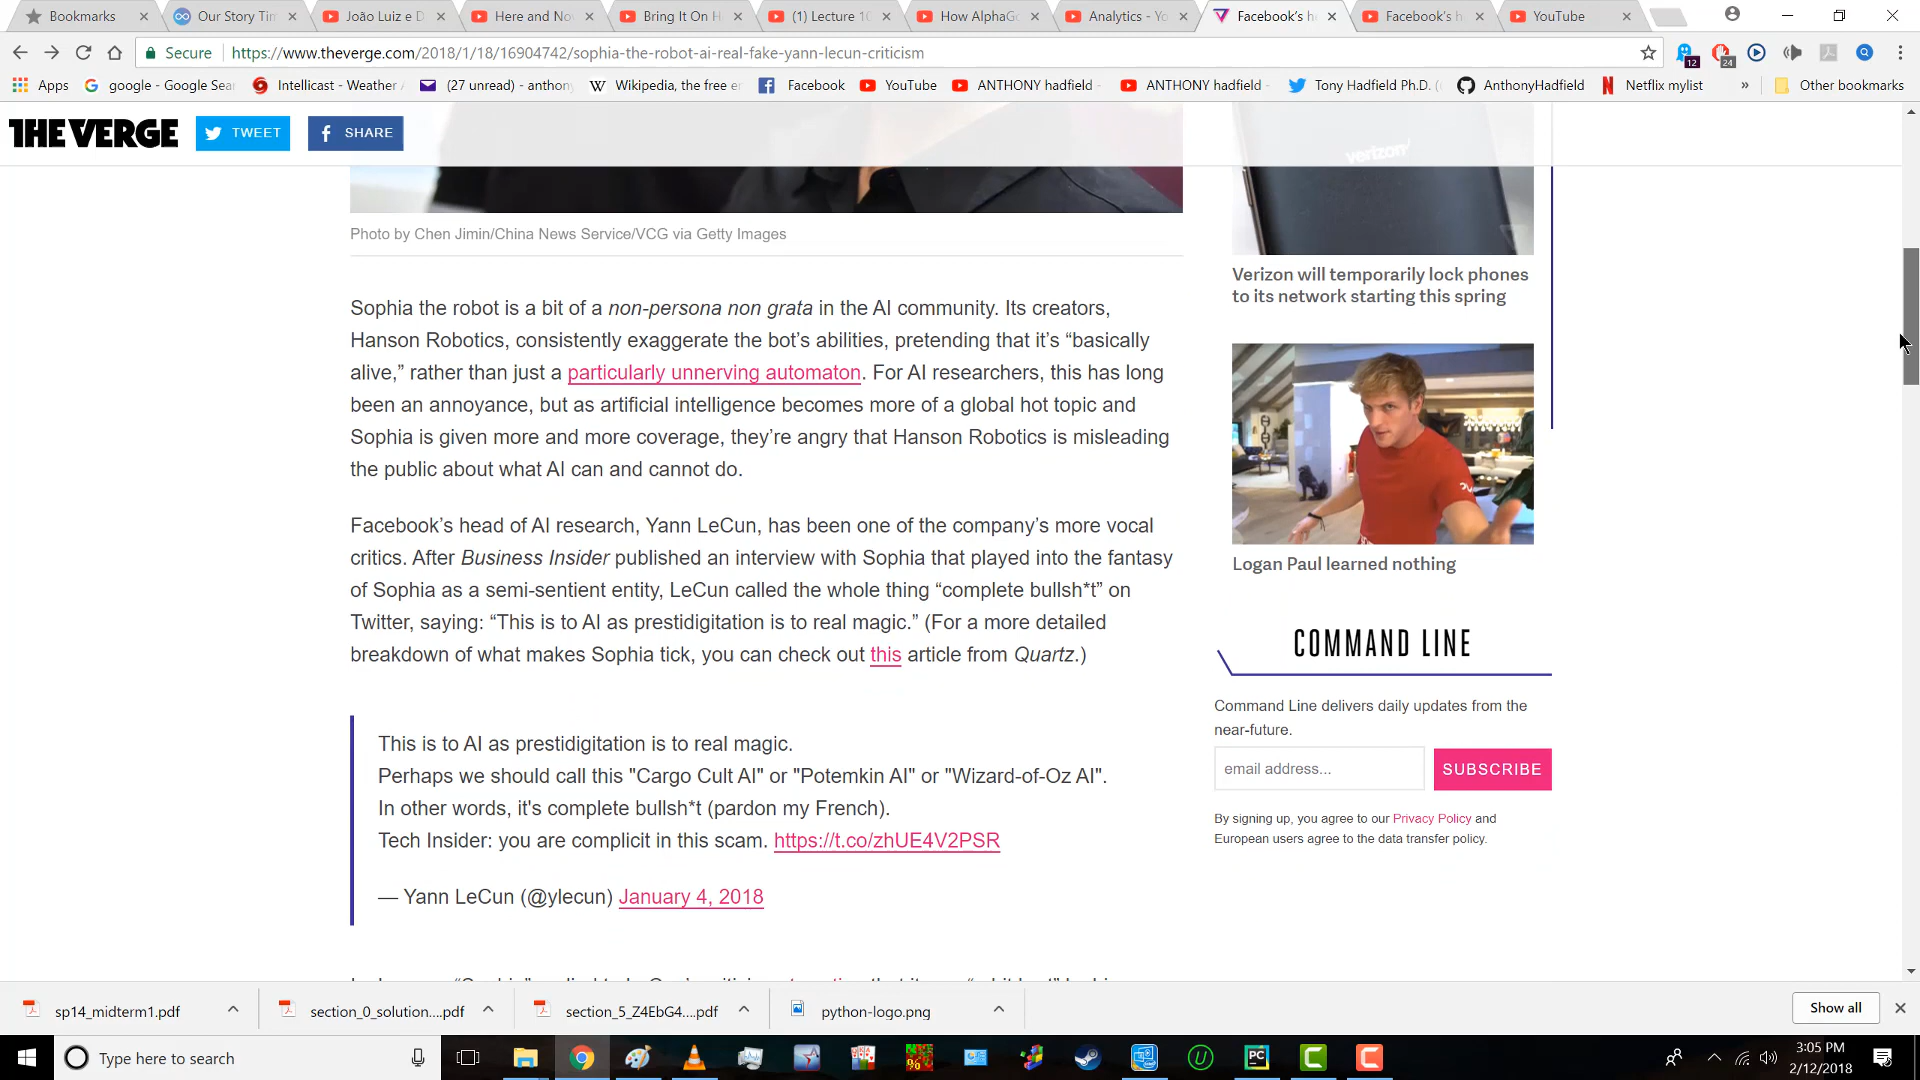 Bookmarks
Our Story Tim
João Luiz e D
Here and No
Bring It On H
(1) Lecture 10
How AlphaGo
Analytics - Yo
Facebook's h
Facebook's h
YouTube
Secure
https://www.theverge.com/2018/1/18/16904742/sophia-the-robot-ai-real-fake-yann-lecun-criticism
12
24
Apps
google - Google Sear
Intellicast - Weather
(27 unread) - anthony
Wikipedia, the free en
Facebook
YouTube
ANTHONY hadfield -
ANTHONY hadfield -
Tony Hadfield Ph.D. (
AnthonyHadfield
Netflix mylist
»
Other bookmarks
THE VERGE
TWEET
SHARE
verizon
Photo by Chen Jimin/China News Service/VCG via Getty Images
Sophia the robot is a bit of a non-persona non grata in the AI community. Its creators,
Hanson Robotics, consistently exaggerate the bot's abilities, pretending that it's “basically
alive,” rather than just a particularly unnerving automaton. For AI researchers, this has long
been an annoyance, but as artificial intelligence becomes more of a global hot topic and
Sophia is given more and more coverage, they're angry that Hanson Robotics is misleading
the public about what AI can and cannot do.
Facebook's head of AI research, Yann LeCun, has been one of the company's more vocal
critics. After Business Insider published an interview with Sophia that played into the fantasy
of Sophia as a semi-sentient entity, LeCun called the whole thing “complete bullsh*t” on
Twitter, saying: “This is to AI as prestidigitation is to real magic.” (For a more detailed
breakdown of what makes Sophia tick, you can check out this article from Quartz.)
This is to AI as prestidigitation is to real magic.
Perhaps we should call this "Cargo Cult AI" or "Potemkin AI" or "Wizard-of-Oz AI".
In other words, it's complete bullsh*t (pardon my French).
Tech Insider: you are complicit in this scam. https://t.co/zhUE4V2PSR
— Yann LeCun (@ylecun) January 4, 2018
Verizon will temporarily lock phones
to its network starting this spring
Logan Paul learned nothing
COMMAND LINE
Command Line delivers daily updates from the
near-future.
email address...
SUBSCRIBE
By signing up, you agree to our Privacy Policy and
European users agree to the data transfer policy.
sp14_midterm1.pdf
section_0_solution....pdf
section_5_Z4EbG4....pdf
python-logo.png
Show all
Type here to search
3:05 PM
2/12/2018